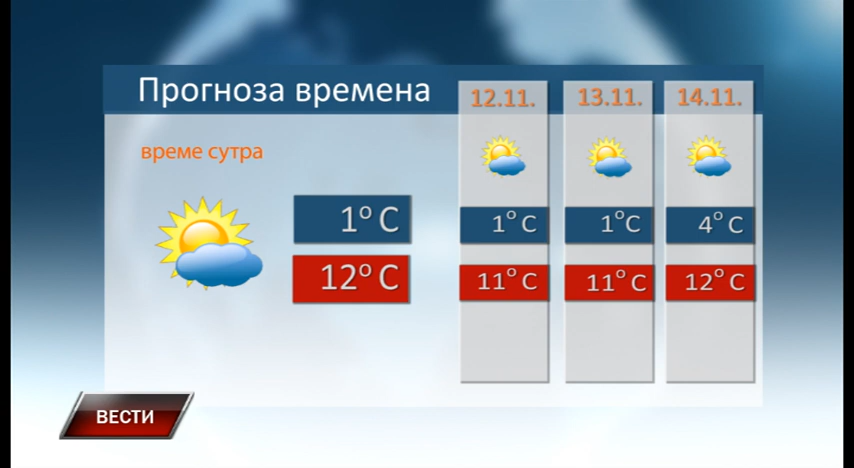 Прогноза времена
време сутра
1° C
12° C
12.11.
1° C
11° C
13.11.
1°C
11° C
14.11.
4° C
12° C
ВЕСТИ